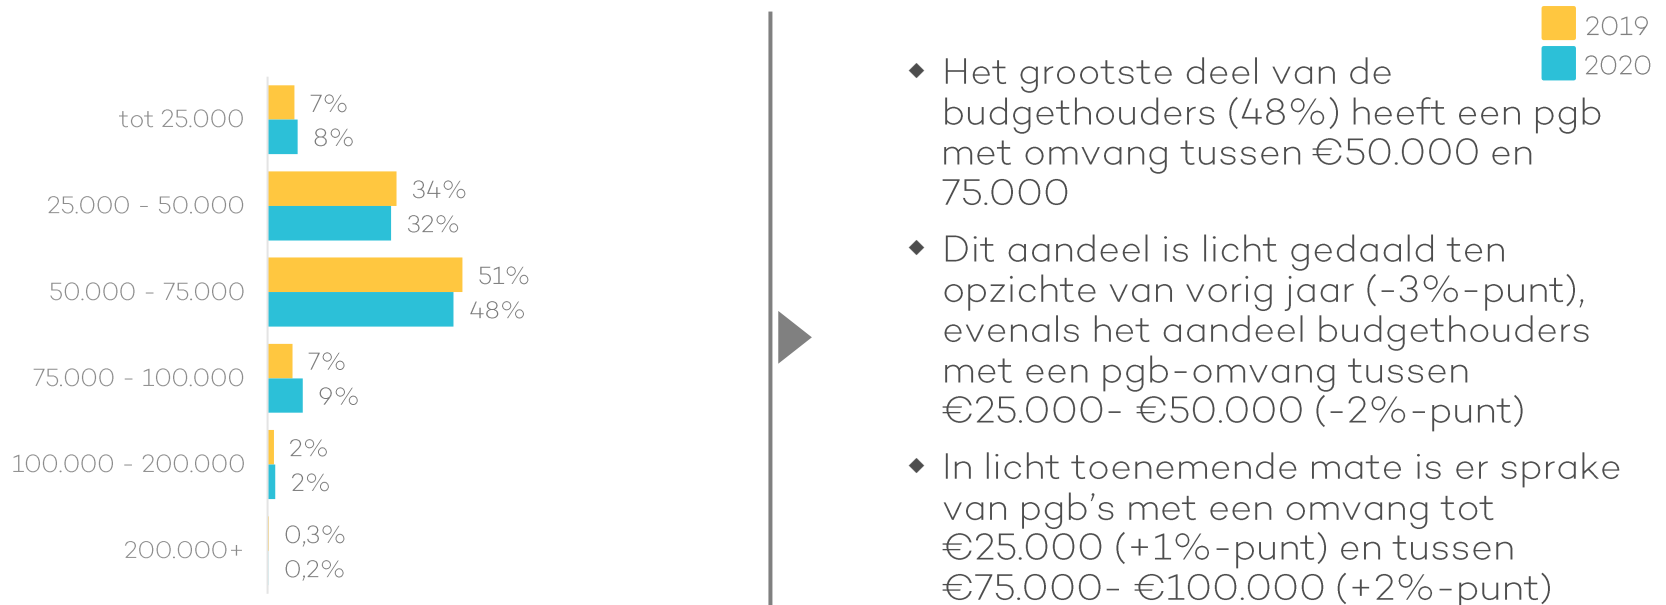 tot 25.000
7%
8%
25.000 - 50.000
34%
32%
50.000 - 75.000
51%
48%
75.000 - 100.000
7%
9%
100.000 - 200.000
2%
2%
200.000+
0,3%
0,2%
2019
2020
◆ Het grootste deel van de
budgethouders (48%) heeft een pgb
met omvang tussen €50.000 en
75.000
◆ Dit aandeel is licht gedaald ten
opzichte van vorig jaar (-3%-punt),
evenals het aandeel budgethouders
met een pgb-omvang tussen
€25.000- €50.000 (-2%-punt)
◆ In licht toenemende mate is er sprake
van pgb’s met een omvang tot
€25.000 (+1%-punt) en tussen
€75.000- €100.000 (+2%-punt)